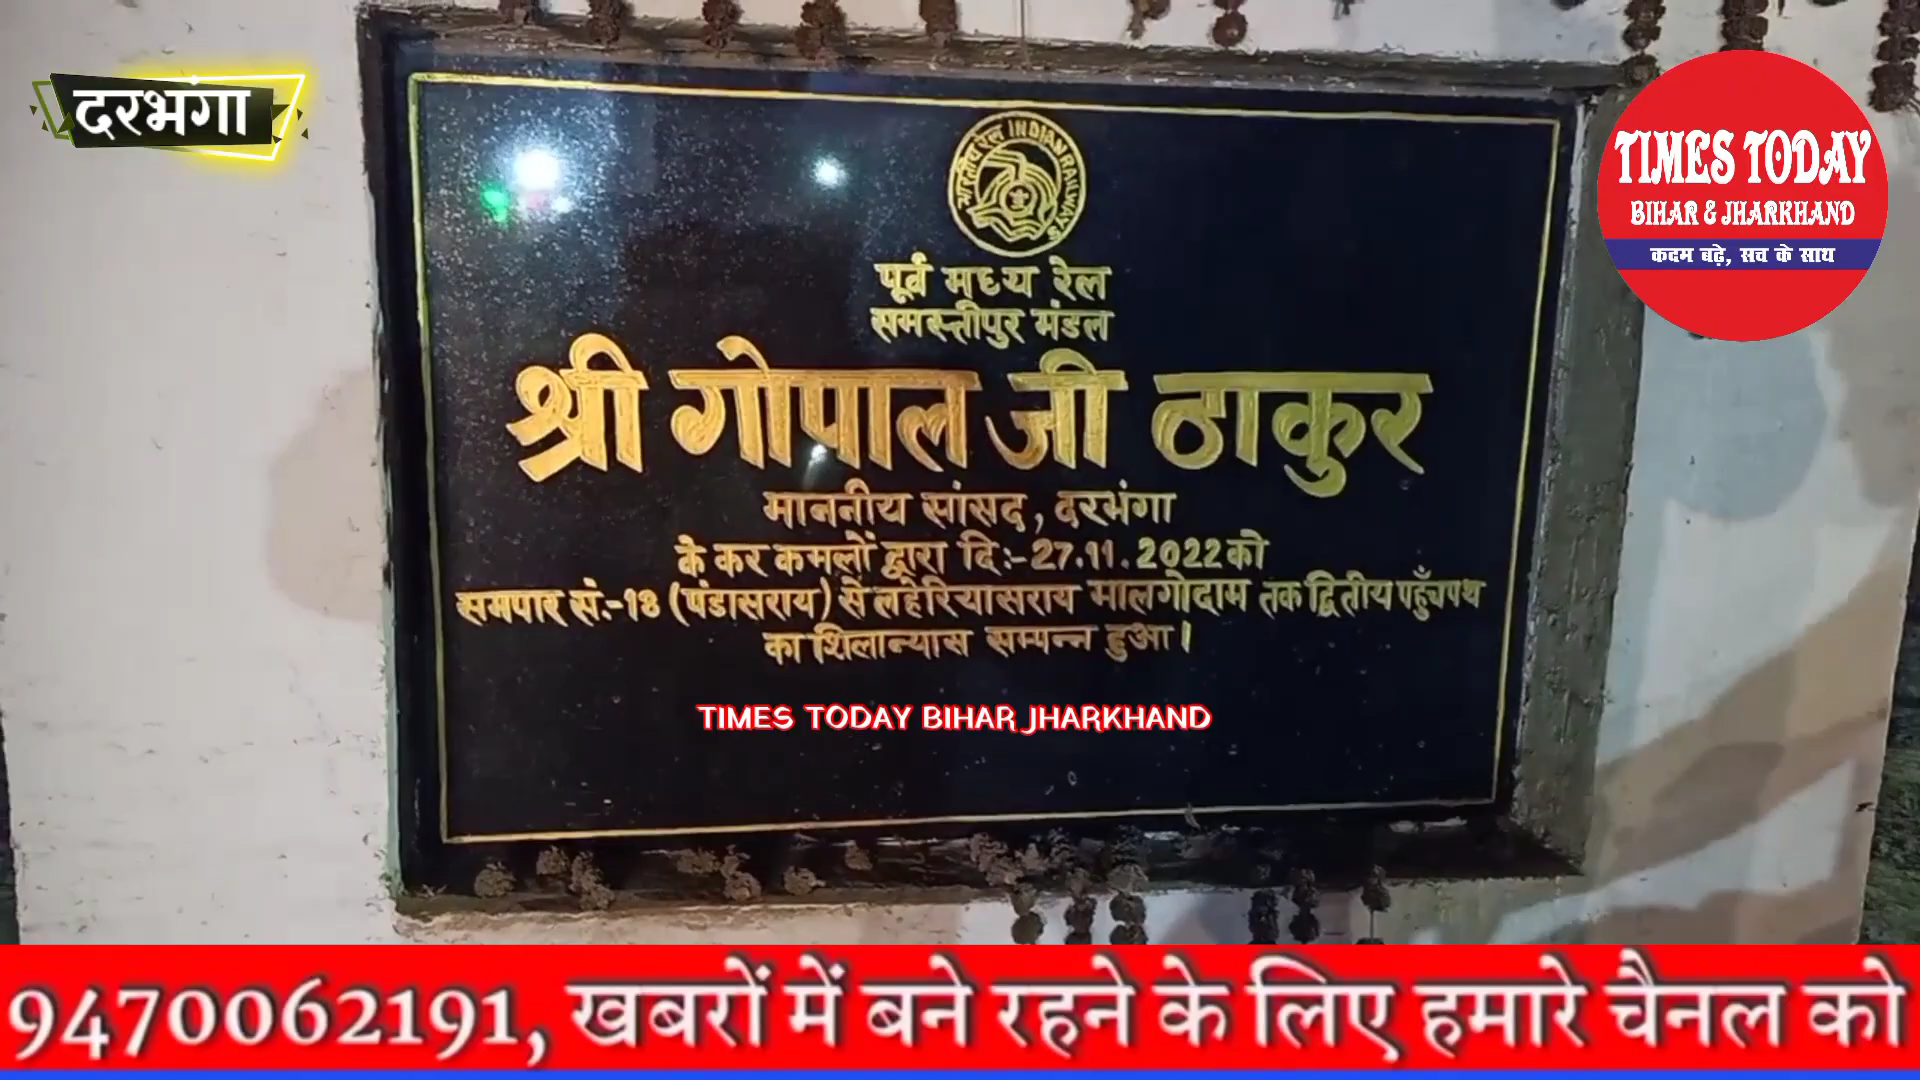 दरभंगा
TIMES TODAY
BIHAR & JHARKHAND
कदम बढ़े, सच के साथ
भारतीय रेल INDIAN RAILWAYS
पूर्व मध्य रेल
समस्तीपुर मंडल
श्री गोपाल जी ठाकुर
माननीय सांसद, दरभंगा
के कर कमलों द्वारा दि:-27.11.2022 को
समपार सं.-18 (पंडासराय) से लहेरियासराय मालगोदाम तक द्वितीय पहुँचपथ
का शिलान्यास सम्पन्न हुआ।
TIMES TODAY BIHAR JHARKHAND
9470062191, खबरों में बने रहने के लिए हमारे चैनल को